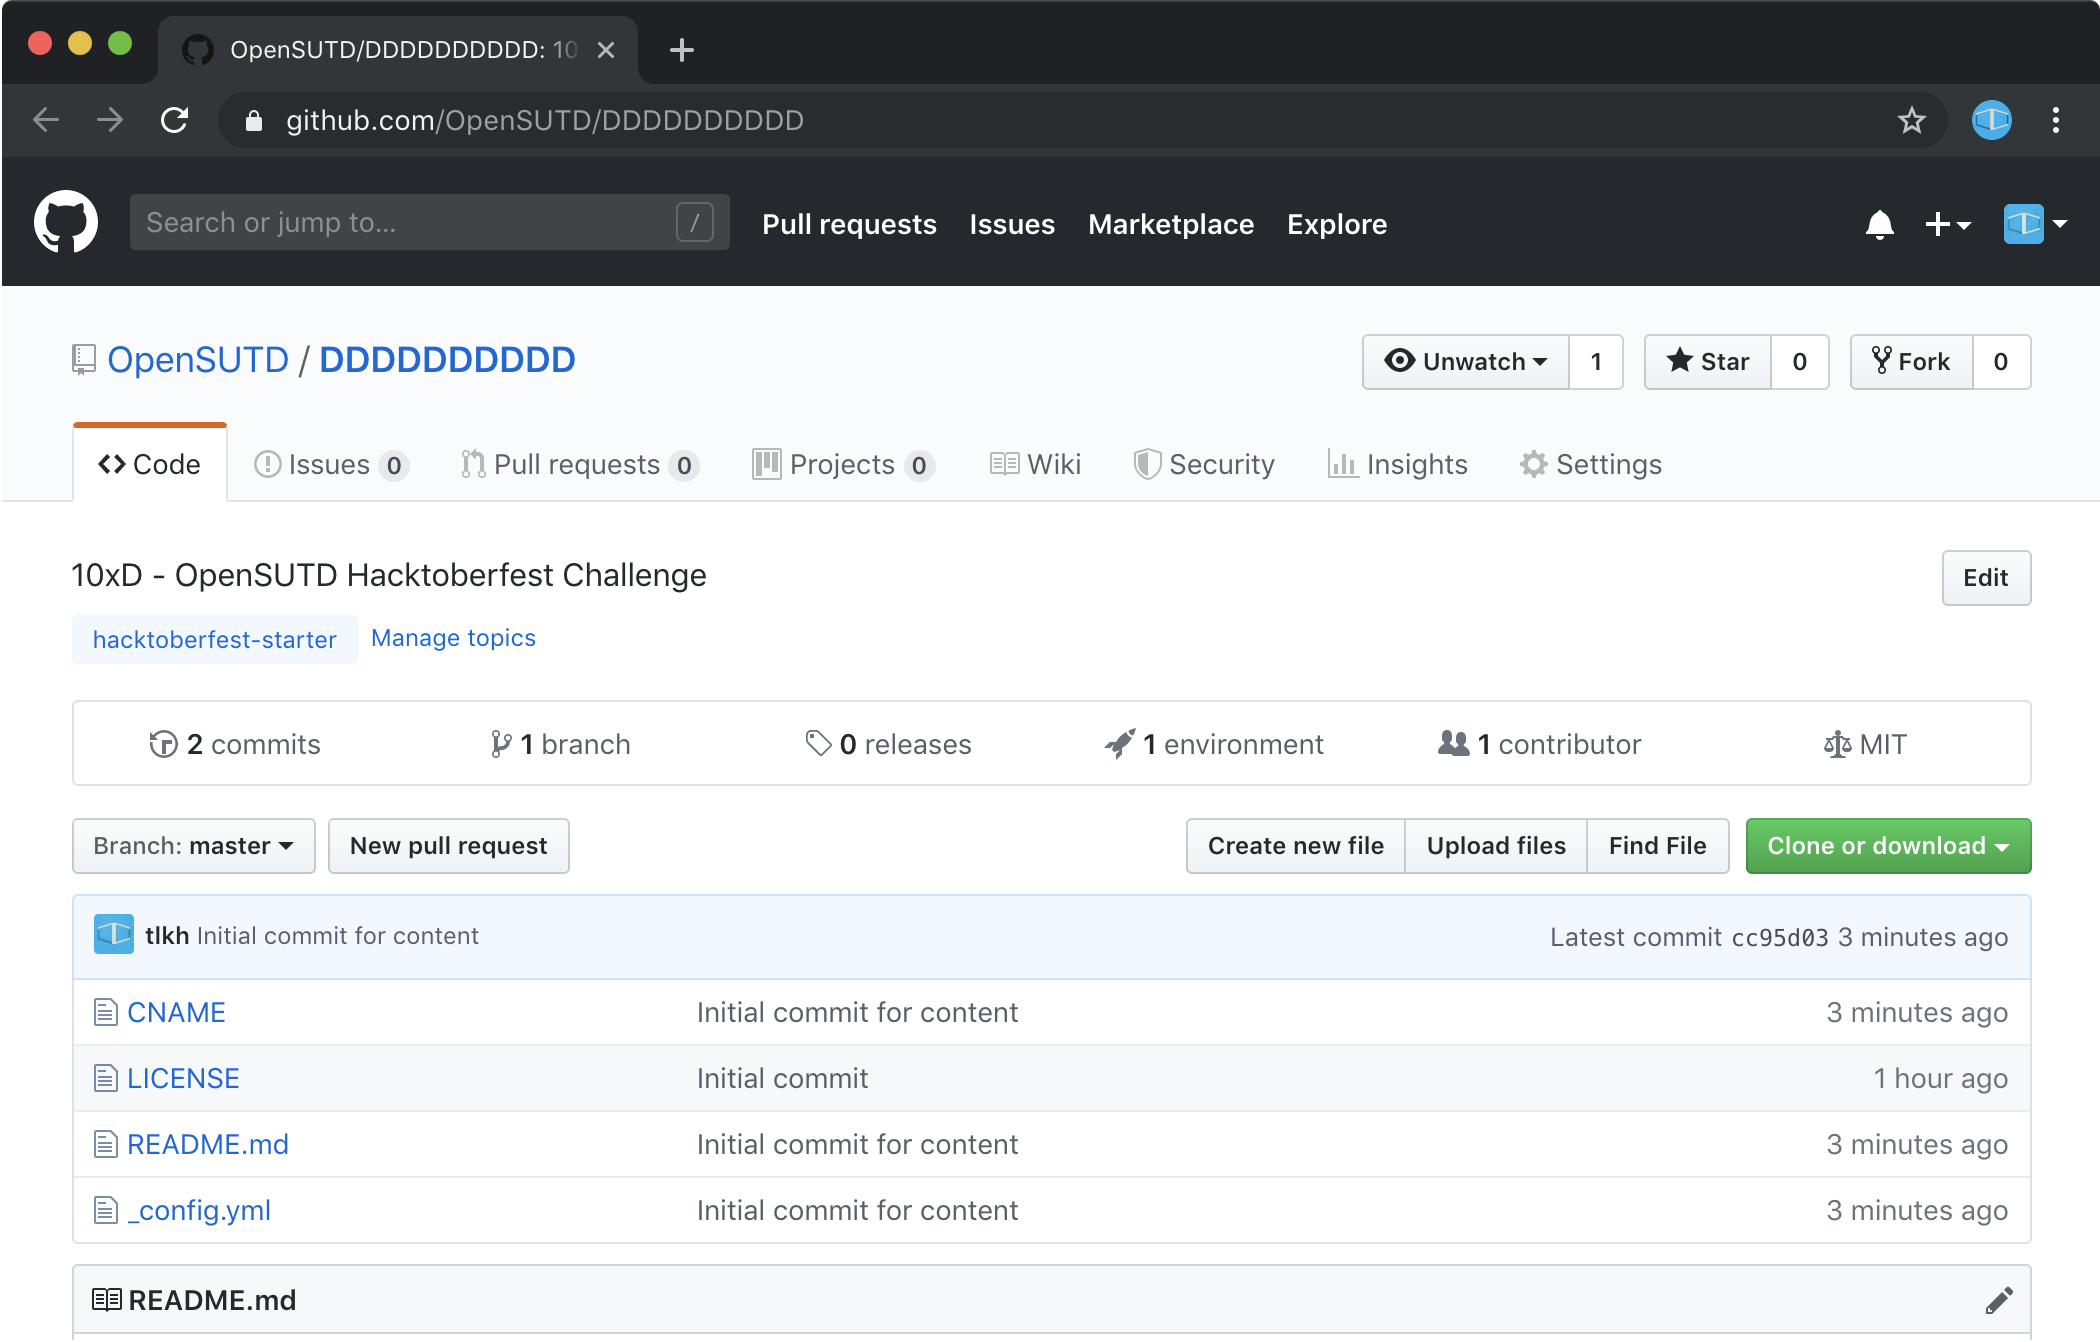 OpenSUTD/DDDDDDDDDD: 10
github.com/OpenSUTD/DDDDDDDDDD
Search or jump to... / Pull requests Issues Marketplace Explore
OpenSUTD / DDDDDDDDDD Unwatch 1 Star 0 Fork 0
Code Issues 0 Pull requests 0 Projects 0 Wiki Security Insights Settings
10xD - OpenSUTD Hacktoberfest Challenge Edit
hacktoberfest-starter Manage topics
2 commits 1 branch 0 releases 1 environment 1 contributor MIT
Branch: master New pull request Create new file Upload files Find File Clone or download
tlkh Initial commit for content Latest commit cc95d03 3 minutes ago
CNAME Initial commit for content 3 minutes ago
LICENSE Initial commit 1 hour ago
README.md Initial commit for content 3 minutes ago
_config.yml Initial commit for content 3 minutes ago
README.md